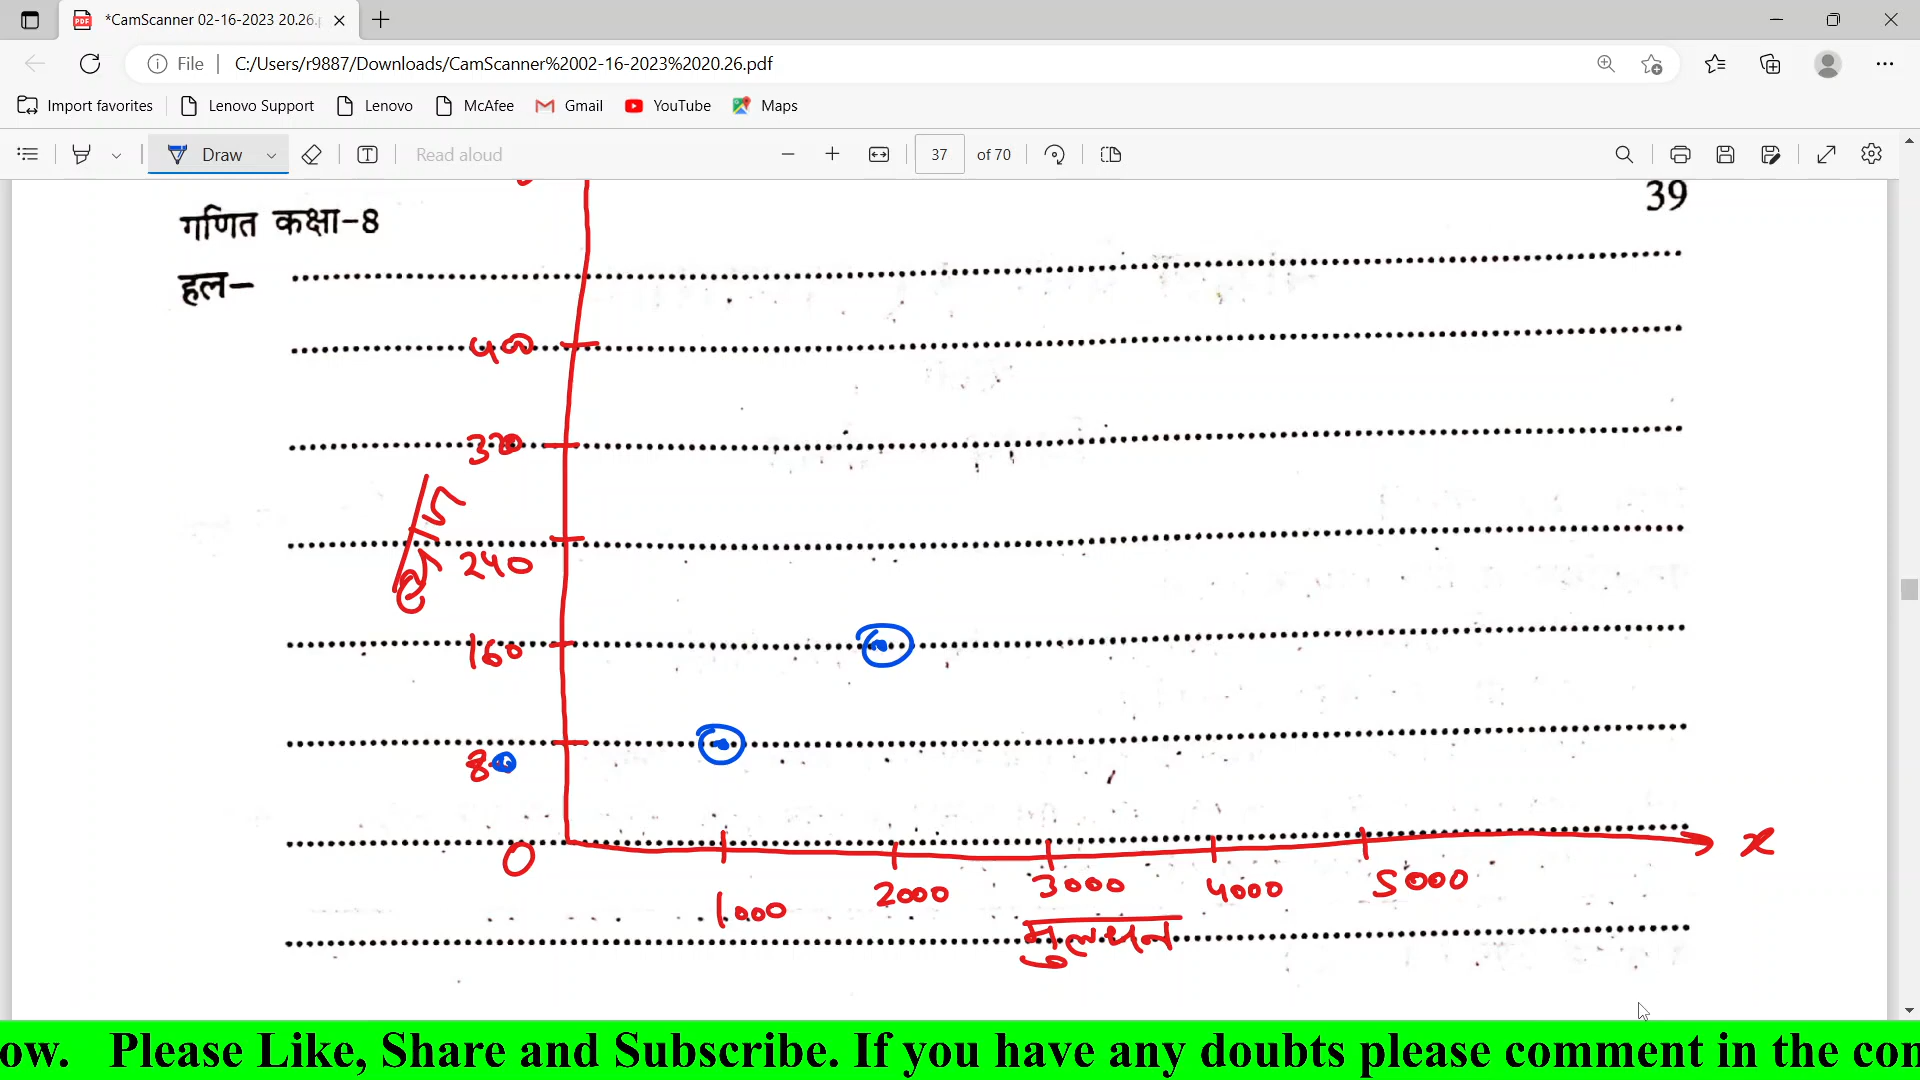 *CamScanner 02-16-2023 20.26.p
File
C:/Users/r9887/Downloads/CamScanner%2002-16-2023%2020.26.pdf
Import favorites
Lenovo Support
Lenovo
McAfee
Gmail
YouTube
Maps
Draw
Read aloud
37 of 70
गणित कक्षा-8
39
हल-
400
320
240
160
80
0
1000
2000
3000
4000
5000
x
ब्याज
मूलधन
ow. Please Like, Share and Subscribe. If you have any doubts please comment in the con